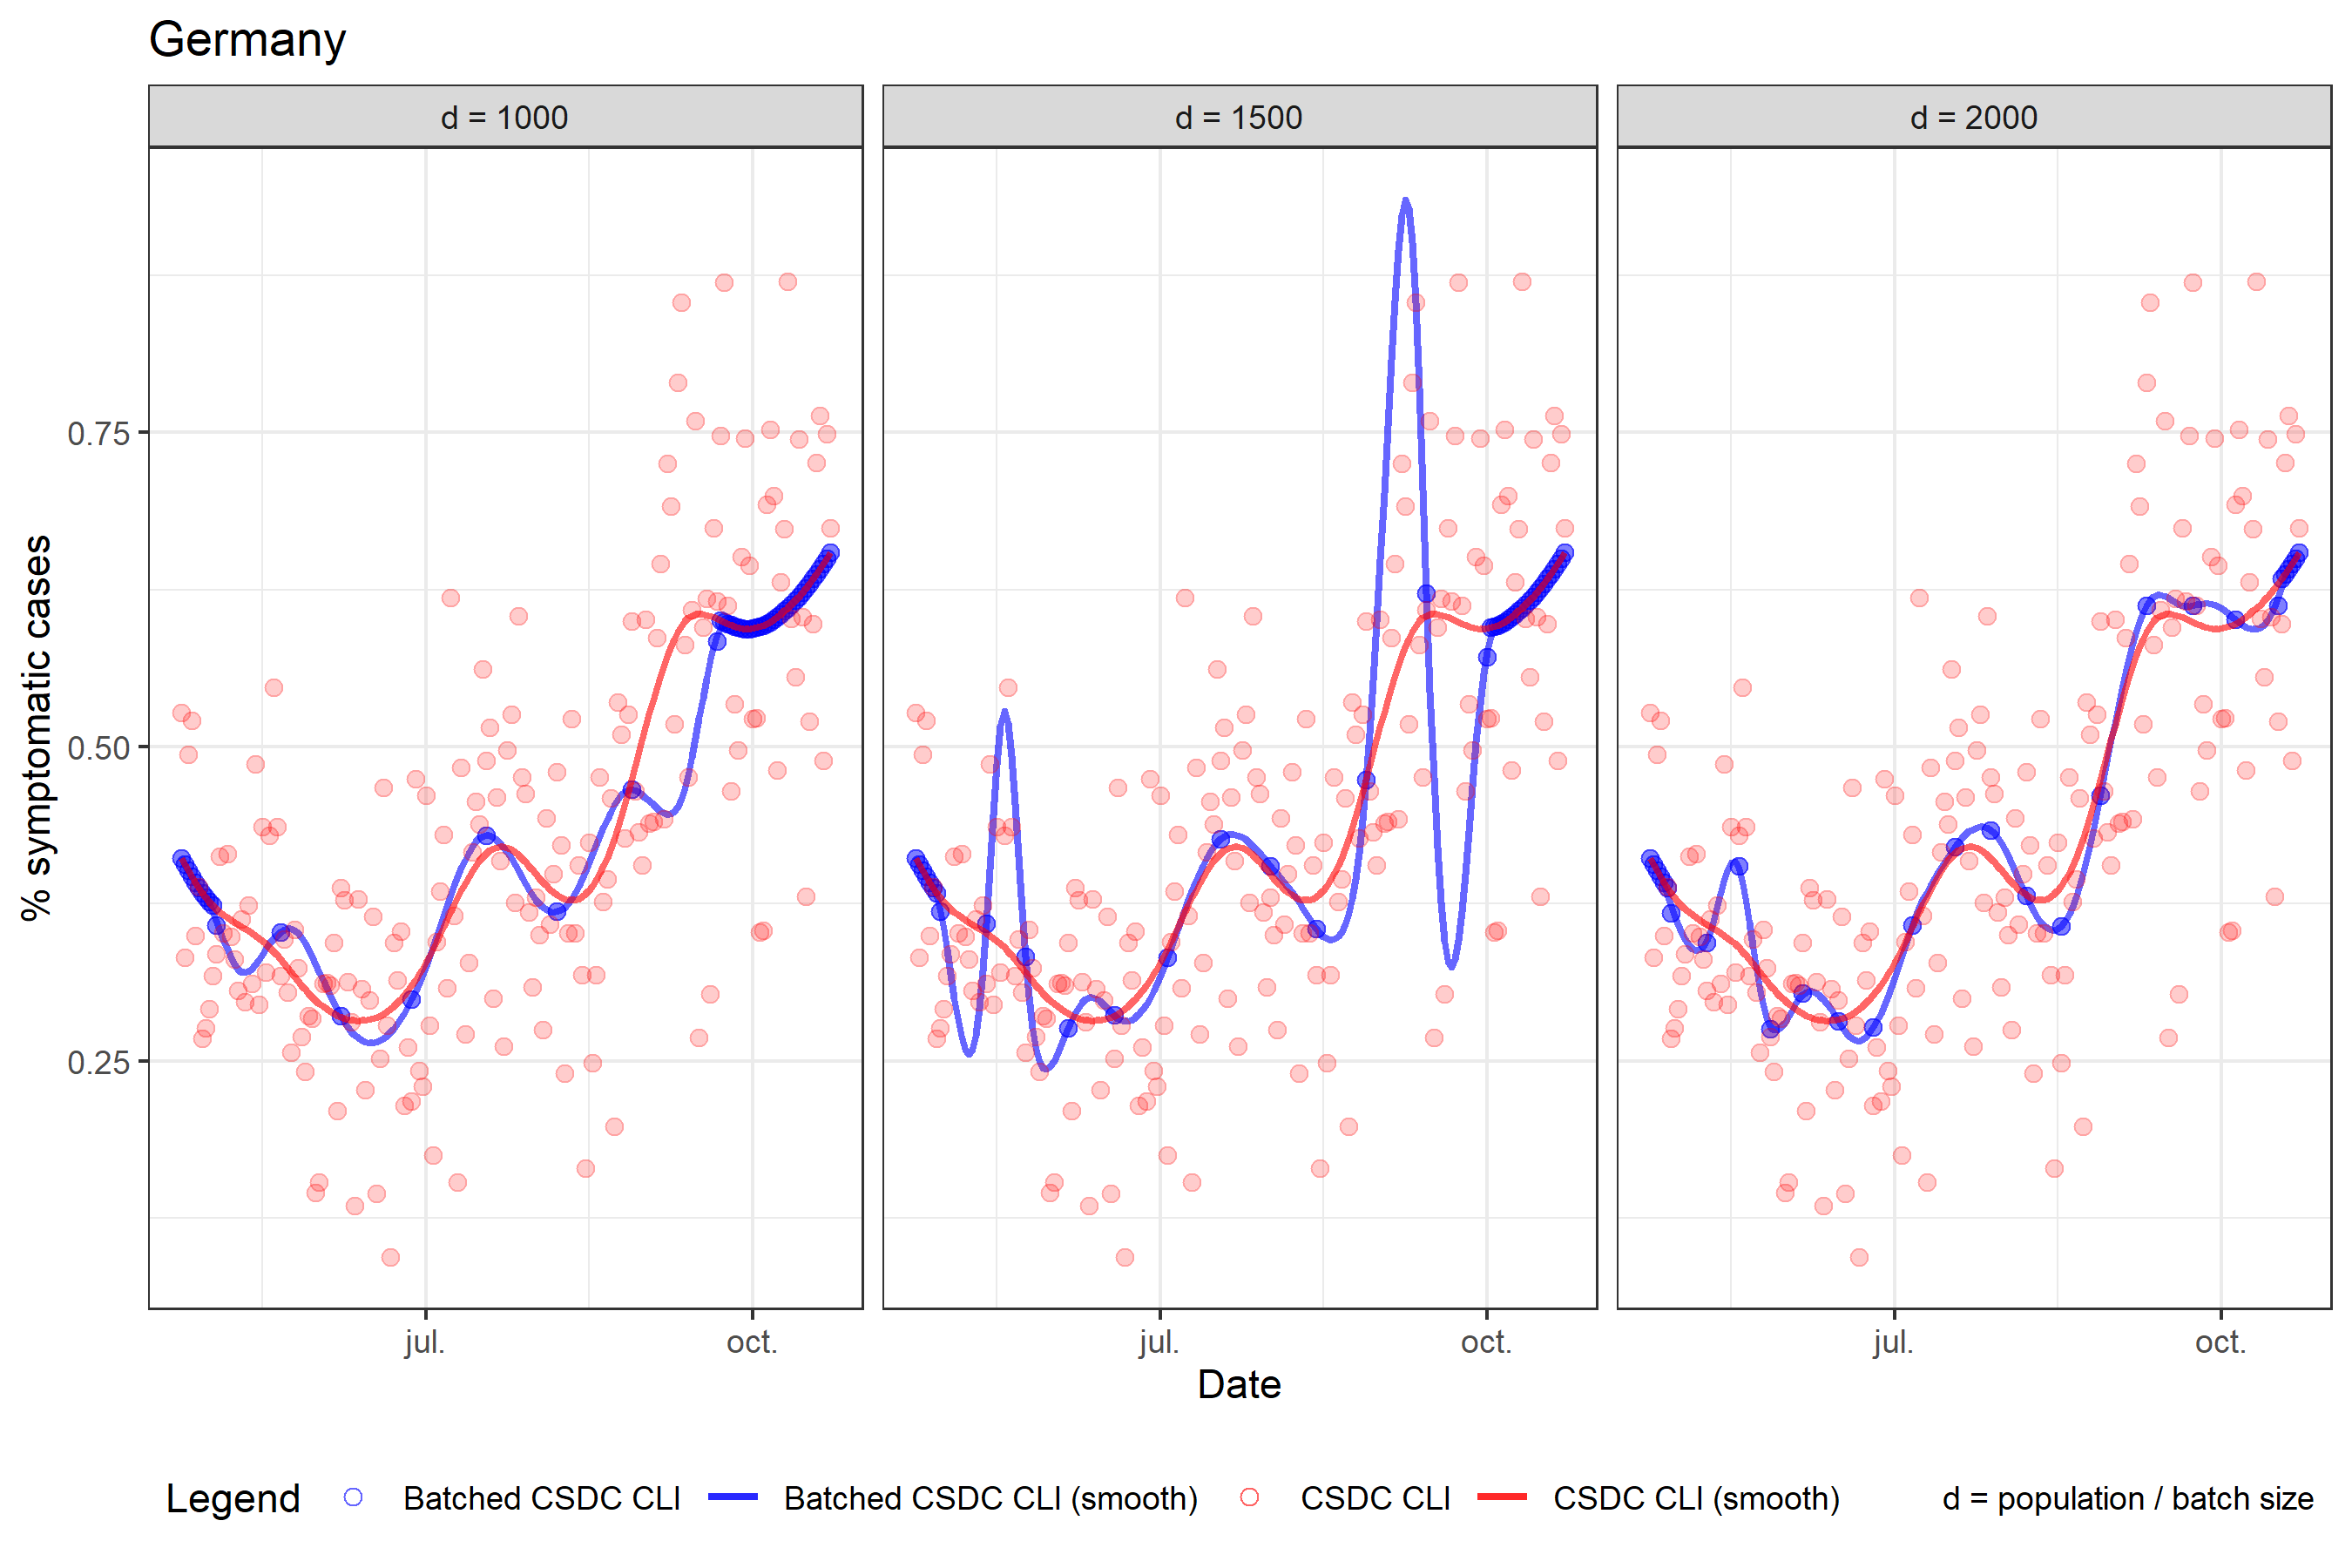 Germany
d = 1000
d = 1500
d = 2000
% symptomatic cases
0.75
0.50
0.25
jul.
oct.
jul.
oct.
jul.
oct.
Date
Legend Batched CSDC CLI Batched CSDC CLI (smooth) CSDC CLI CSDC CLI (smooth) d = population / batch size